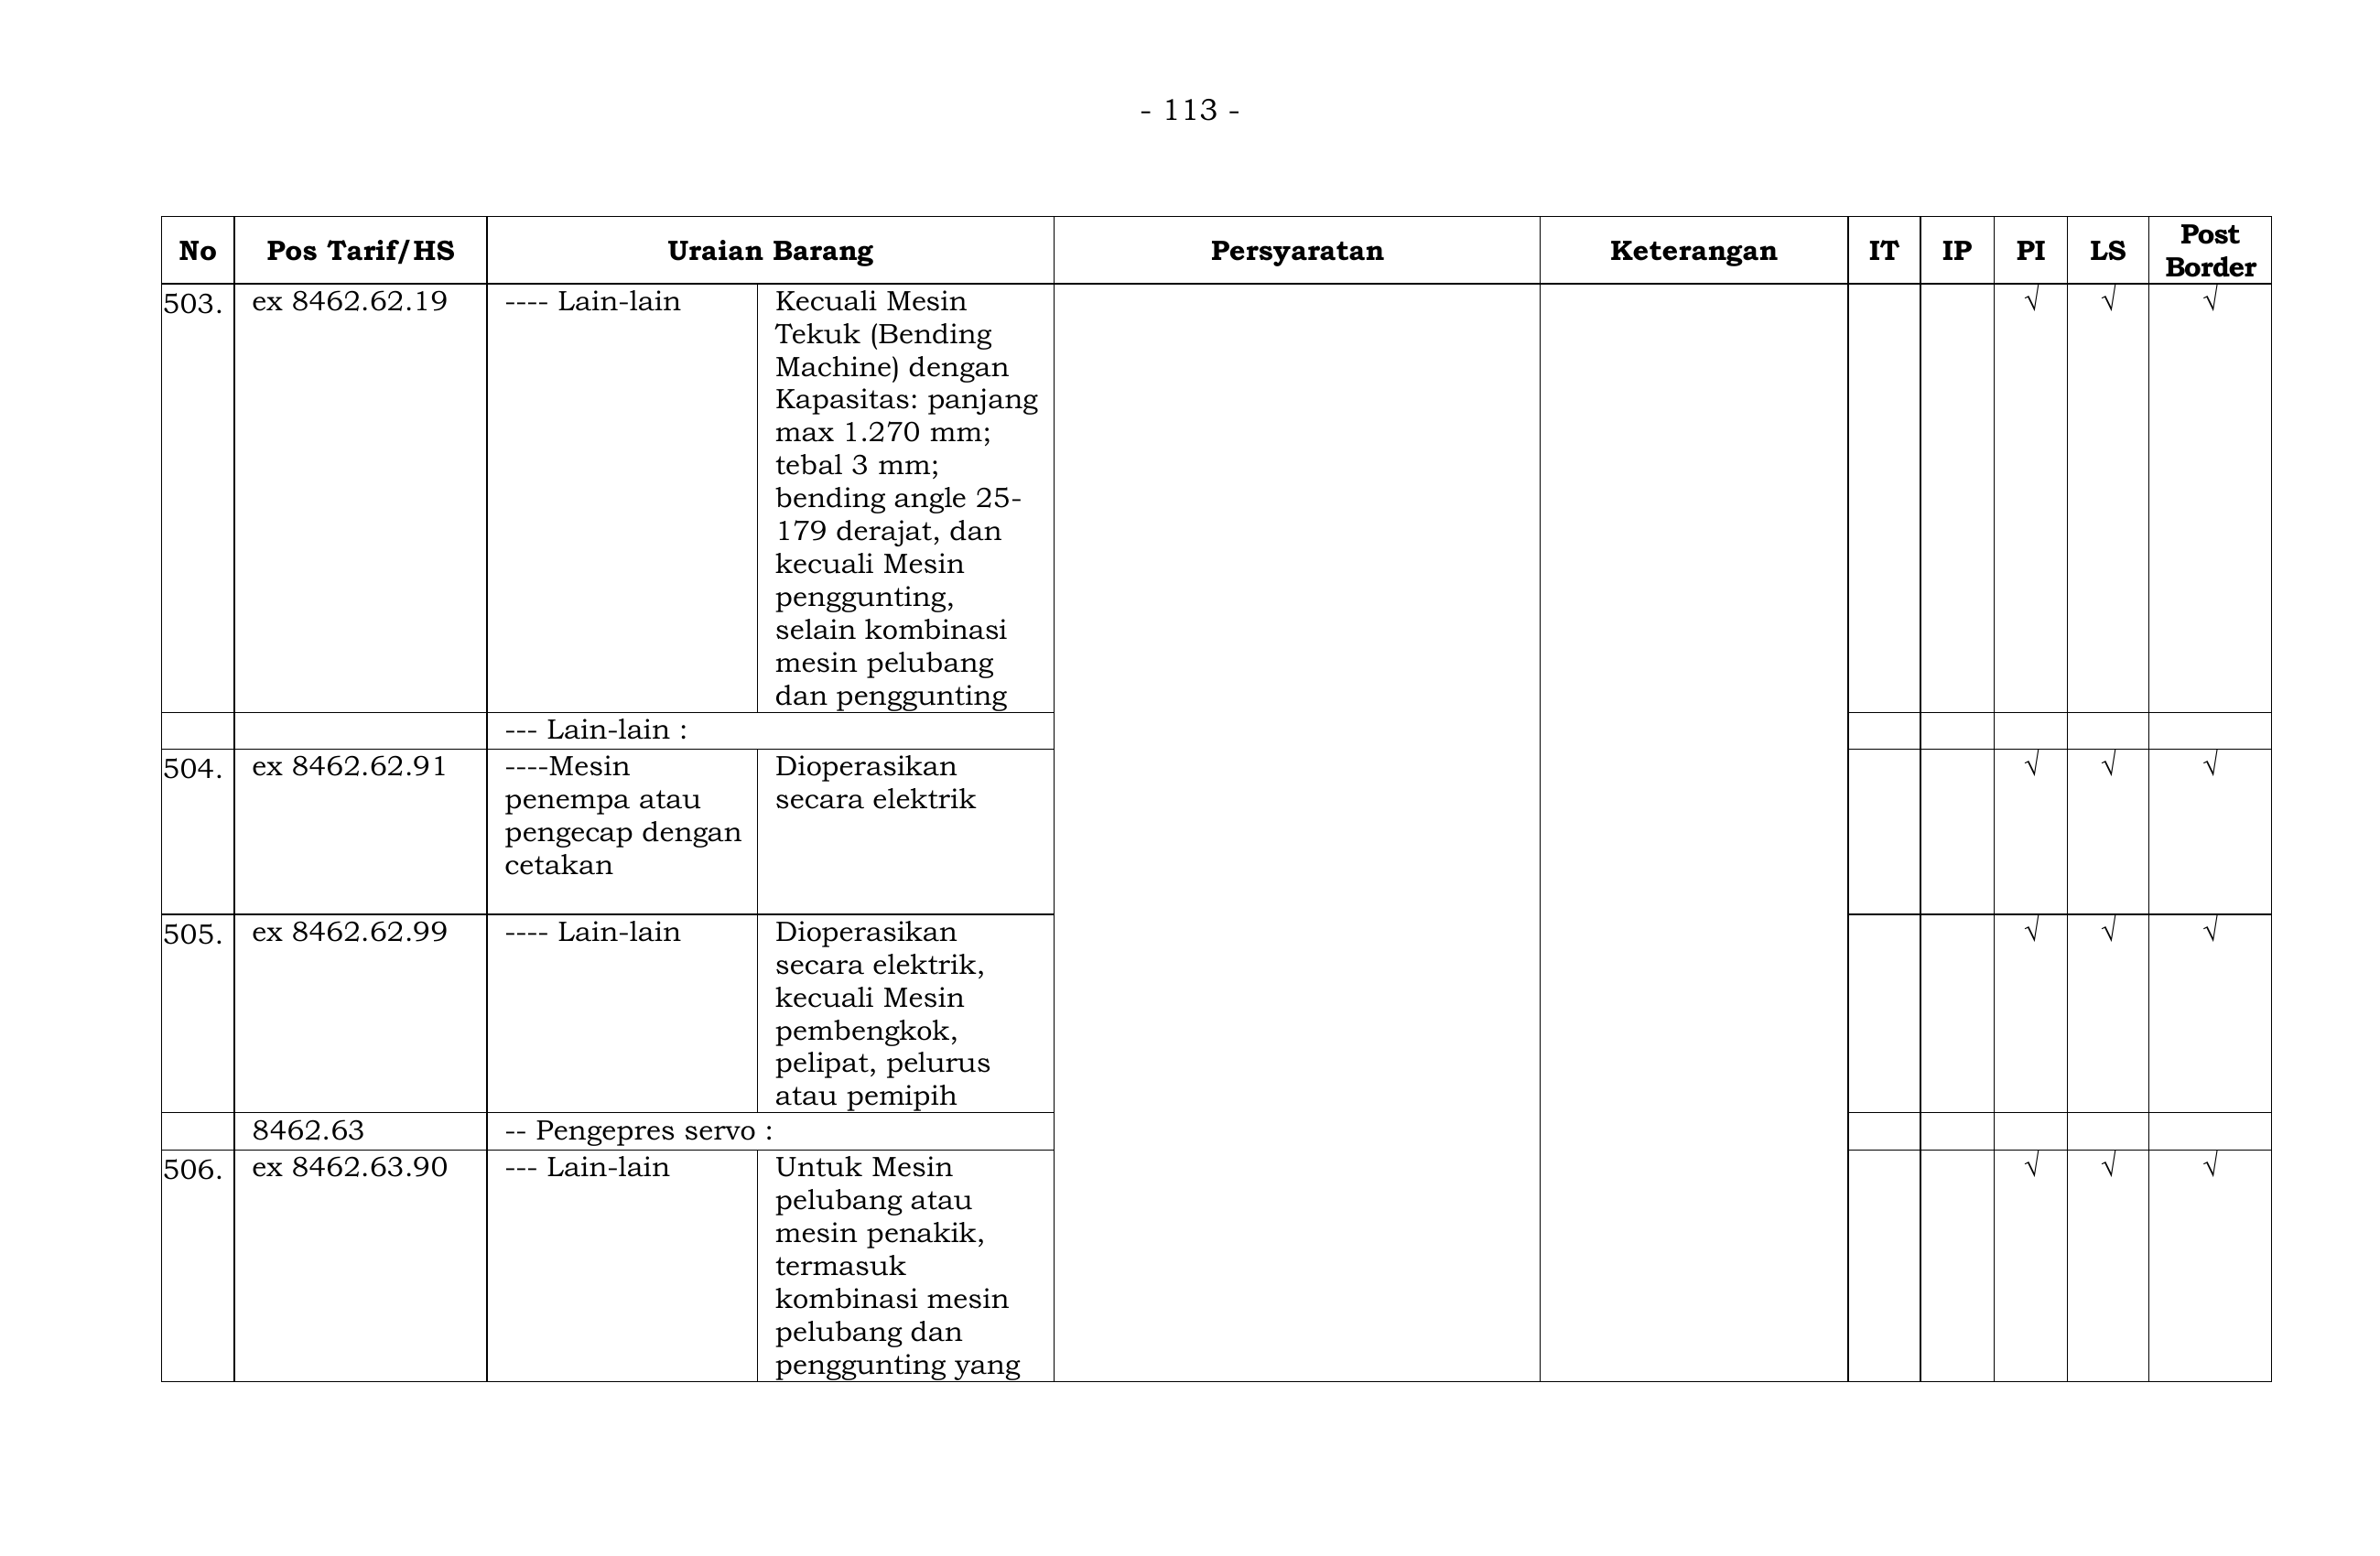 - 113 -
No Pos Tarif/HS Uraian Barang Persyaratan Keterangan IT IP PI LS Post Border
503. ex 8462.62.19 ---- Lain-lain Kecuali Mesin √ √ √
Tekuk (Bending
Machine) dengan
Kapasitas: panjang
max 1.270 mm;
tebal 3 mm;
bending angle 25-
179 derajat, dan
kecuali Mesin
penggunting,
selain kombinasi
mesin pelubang
dan penggunting
--- Lain-lain :
504. ex 8462.62.91 ----Mesin Dioperasikan √ √ √
penempa atau secara elektrik
pengecap dengan
cetakan
505. ex 8462.62.99 ---- Lain-lain Dioperasikan √ √ √
secara elektrik,
kecuali Mesin
pembengkok,
pelipat, pelurus
atau pemipih
8462.63 -- Pengepres servo :
506. ex 8462.63.90 --- Lain-lain Untuk Mesin √ √ √
pelubang atau
mesin penakik,
termasuk
kombinasi mesin
pelubang dan
penggunting yang